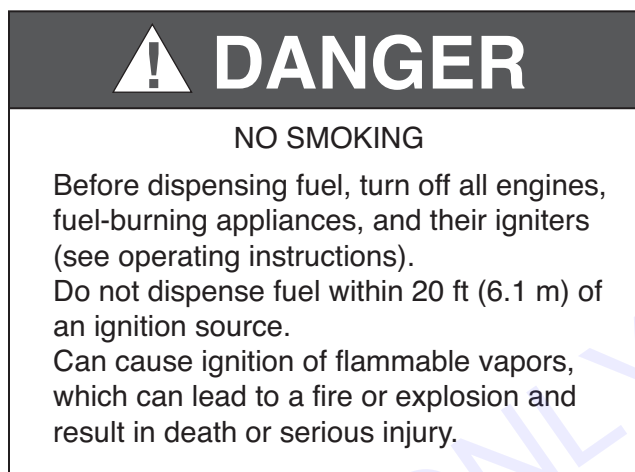 DANGER
NO SMOKING
Before dispensing fuel, turn off all engines,
fuel-burning appliances, and their igniters
(see operating instructions).
Do not dispense fuel within 20 ft (6.1 m) of
an ignition source.
Can cause ignition of flammable vapors,
which can lead to a fire or explosion and
result in death or serious injury.